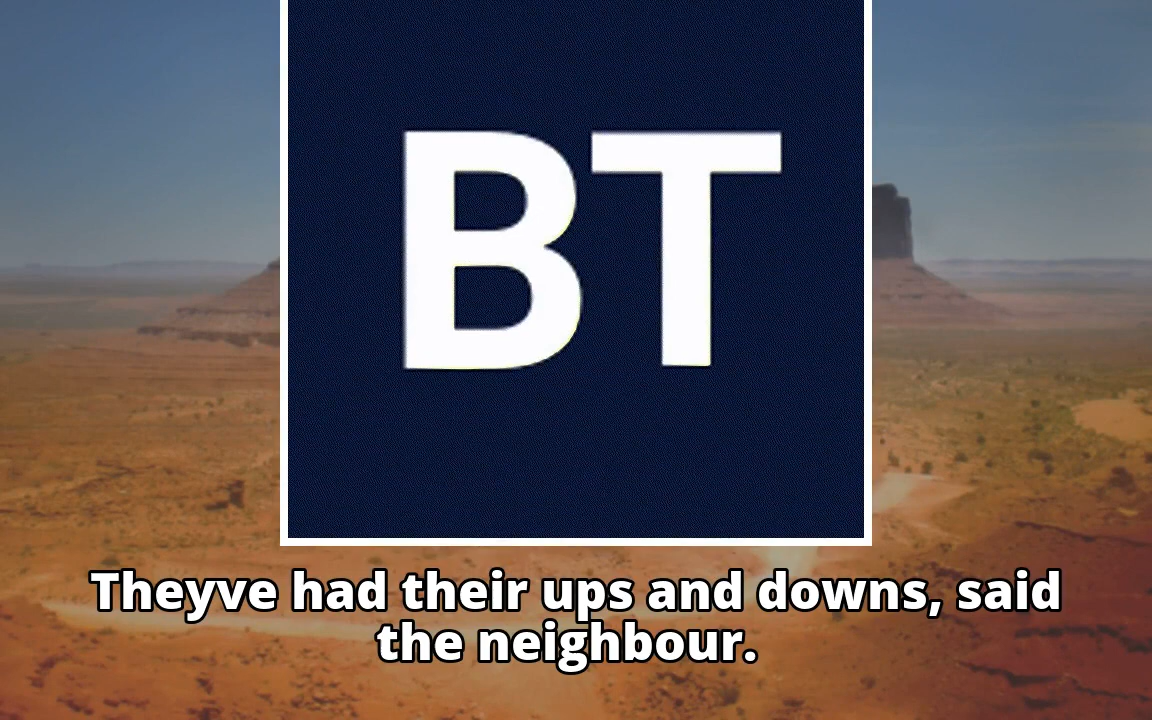 BT
Theyve had their ups and downs, said
the neighbour.